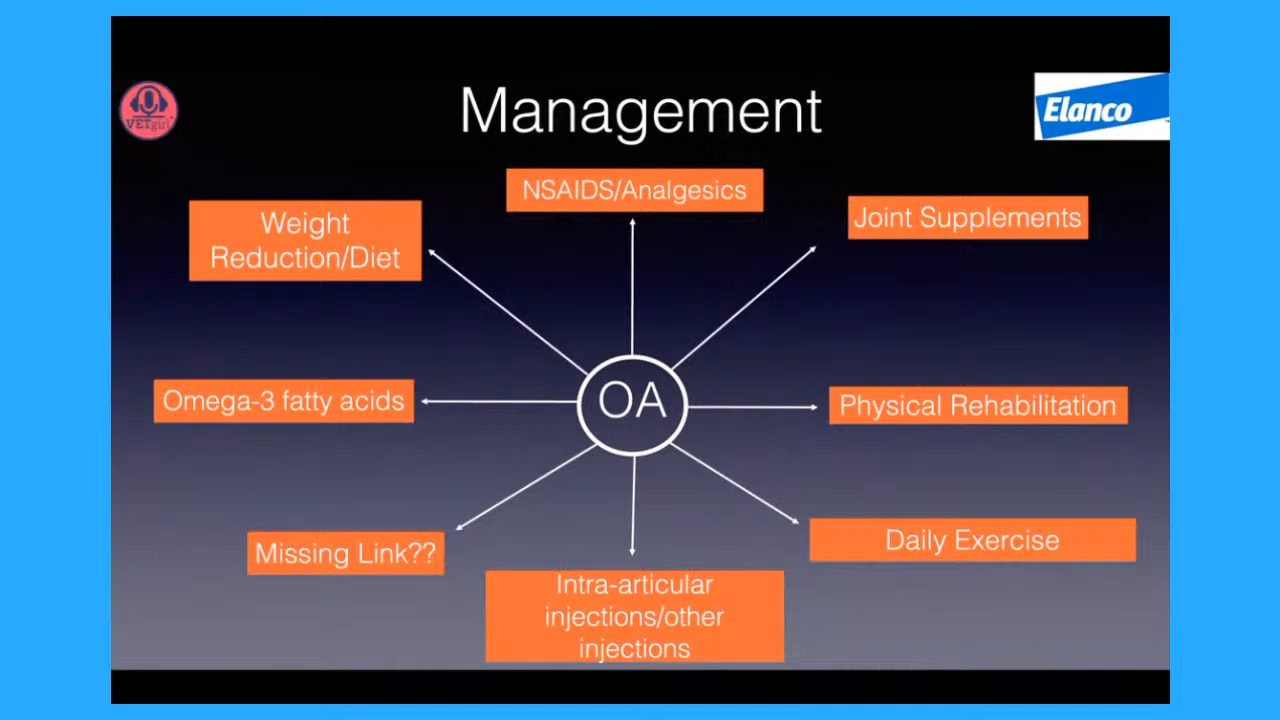 Management
VETgirl
Elanco
NSAIDS/Analgesics
Weight
Reduction/Diet
Joint Supplements
OA
Omega-3 fatty acids
Physical Rehabilitation
Missing Link??
Daily Exercise
Intra-articular
injections/other
injections